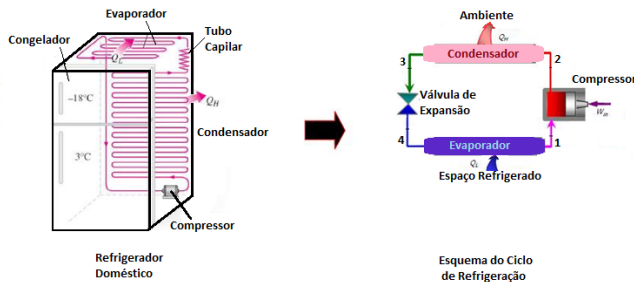 Evaporador
Congelador
Tubo
Capilar
Q_L
–18°C
3°C
Q_H
Condensador
Compressor
Refrigerador
Doméstico
Ambiente
Q_H
Condensador
3
2
Compressor
Válvula de
Expansão
W_in
4
Evaporador
1
Q_L
Espaço Refrigerado
Esquema do Ciclo
de Refrigeração